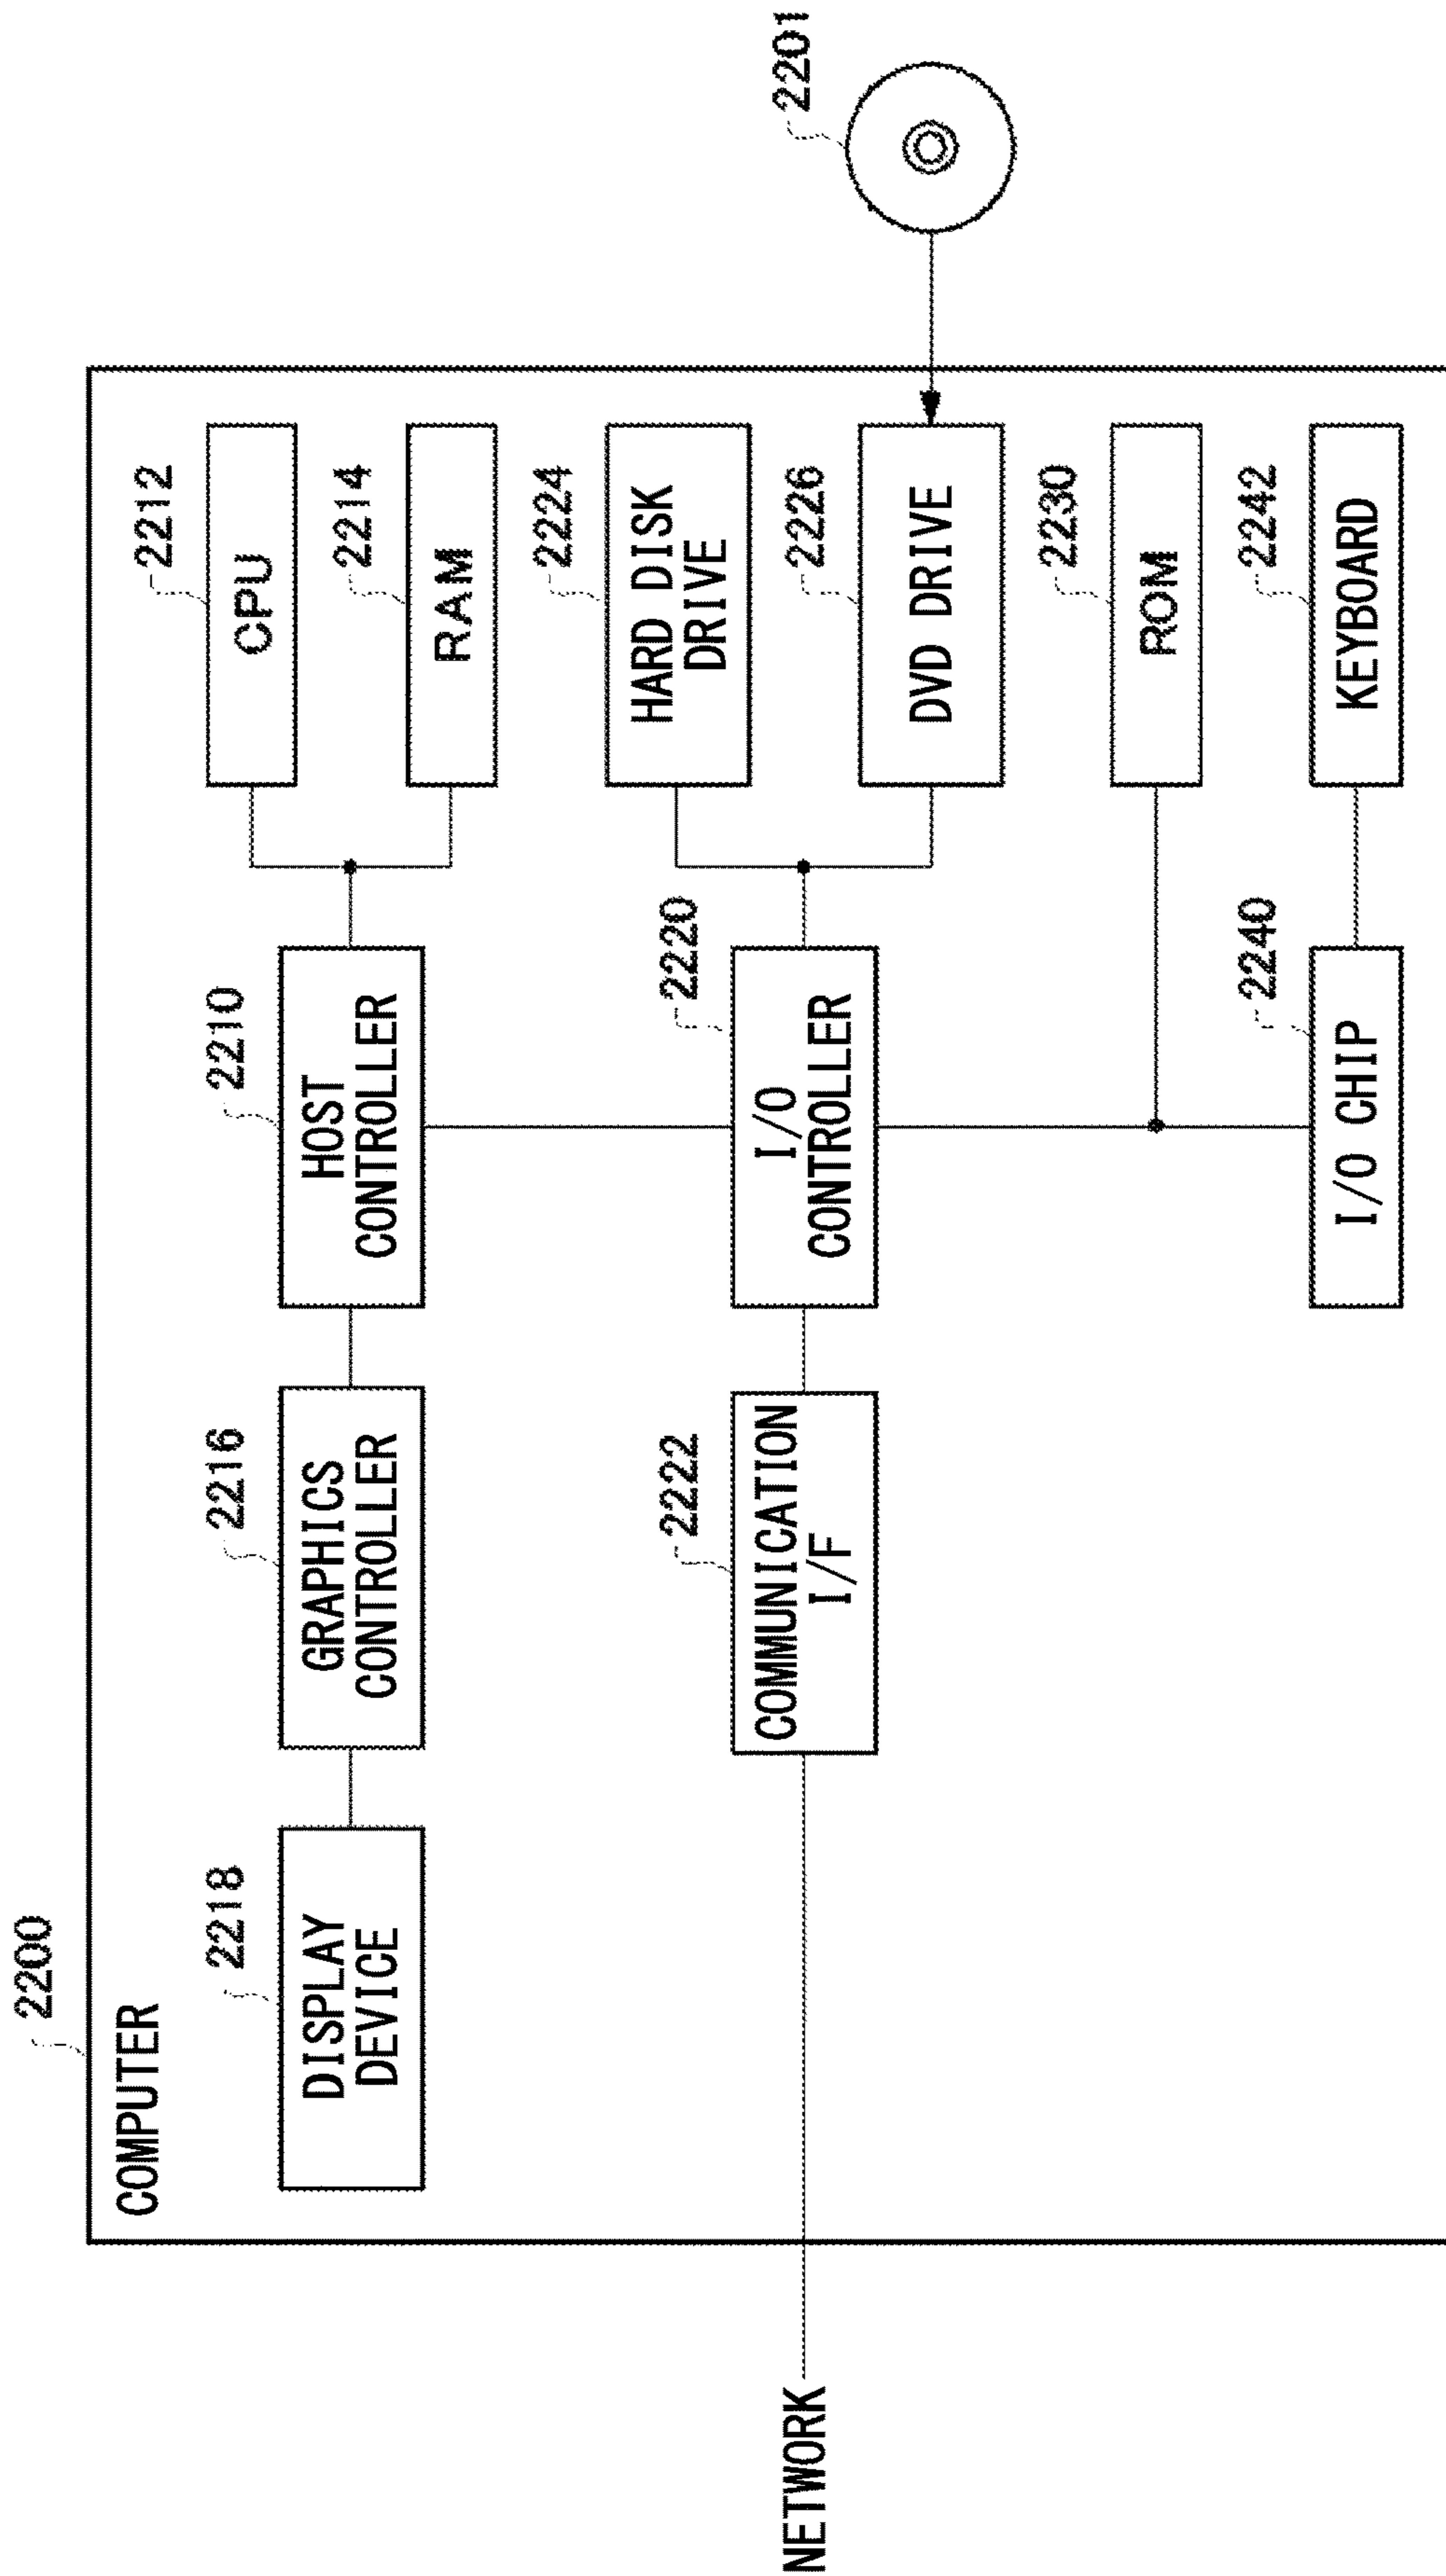 2200
COMPUTER
2218
DISPLAY
DEVICE
2216
GRAPHICS
CONTROLLER
2210
HOST
CONTROLLER
2212
CPU
2214
RAM
NETWORK
2222
COMMUNICATION
I/F
2220
I/O
CONTROLLER
2224
HARD DISK
DRIVE
2226
DVD DRIVE
2201
2230
ROM
2240
I/O CHIP
2242
KEYBOARD